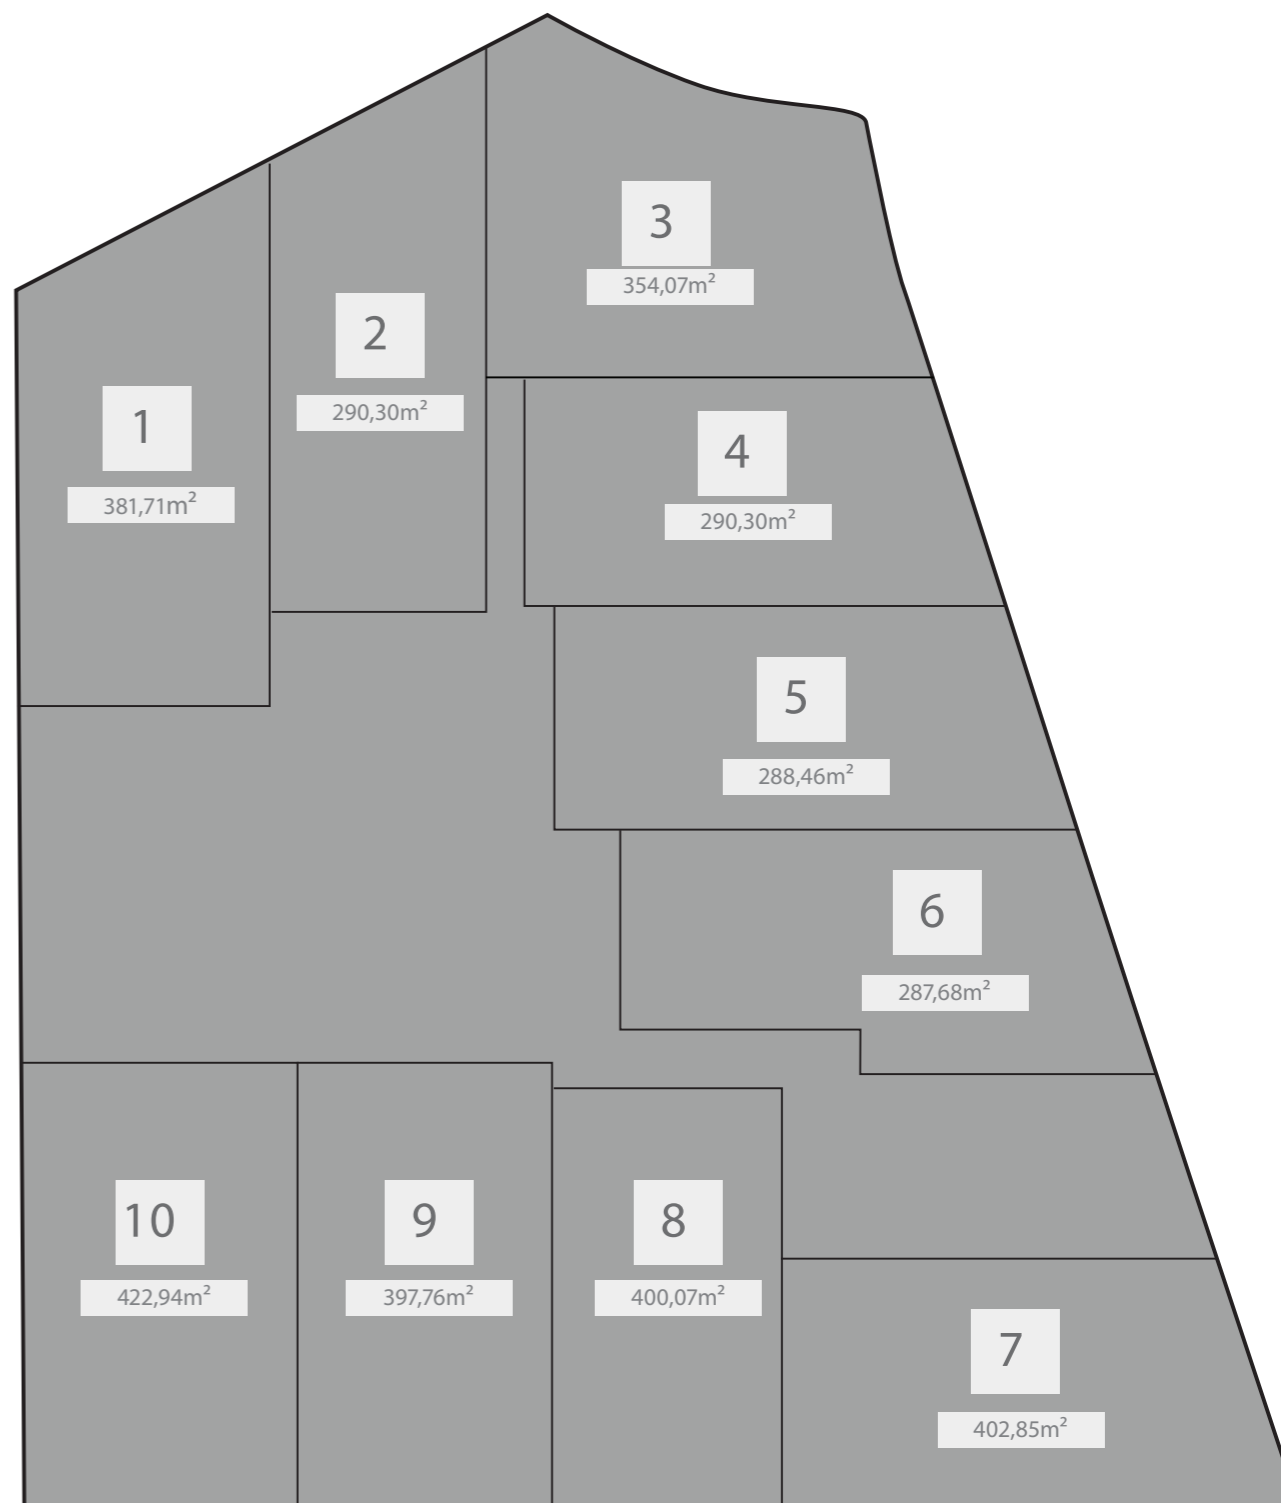 1
381,71m²
2
290,30m²
3
354,07m²
4
290,30m²
5
288,46m²
6
287,68m²
7
402,85m²
8
400,07m²
9
397,76m²
10
422,94m²